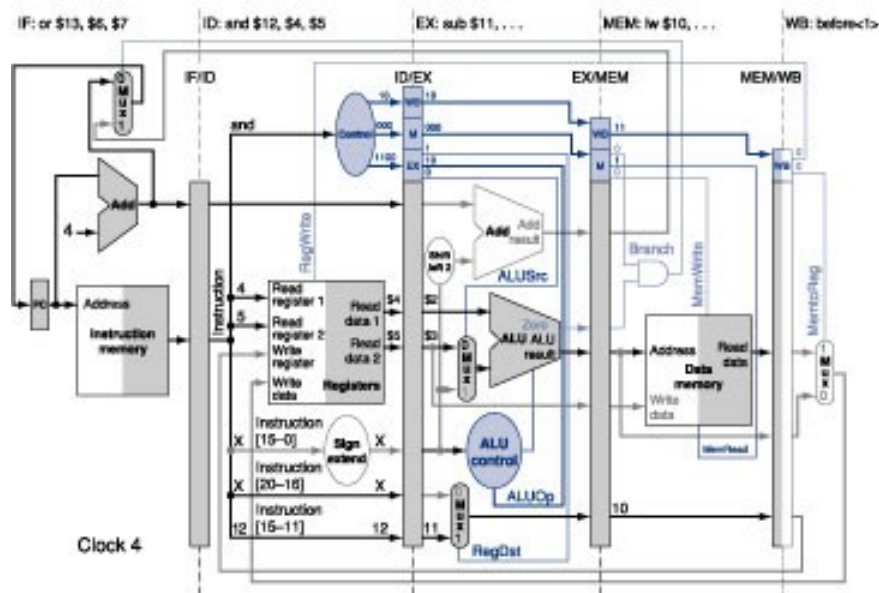 IF: or $13, $6, $7
ID: and $12, $4, $5
EX: sub $11, . . .
MEM: lw $10, . . .
WB: before<1>
IF/ID
ID/EX
EX/MEM
MEM/WB
0
M
u
x
1
and
Control
10
000
1100
WB
M
EX
10
000
1
10
0
WB
M
11
0
1
0
WB
Add
4
RegWrite
Add
Add
result
Shift
left 2
ALUSrc
Branch
MemWrite
MemtoReg
PC
Address
Instruction
memory
Instruction
4
5
Read
register 1
Read
register 2
Write
register
Write
data
Read
data 1
Read
data 2
Registers
$4
$5
$2
$3
0
M
u
x
1
Zero
ALU
ALU
result
Address
Read
data
Data
memory
Write
data
1
M
u
x
0
X
Instruction
[15–0]
Sign
extend
X
ALU
control
MemRead
X
Instruction
[20–16]
X
0
M
u
x
1
ALUOp
12
Instruction
[15–11]
12
11
10
RegDst
Clock 4